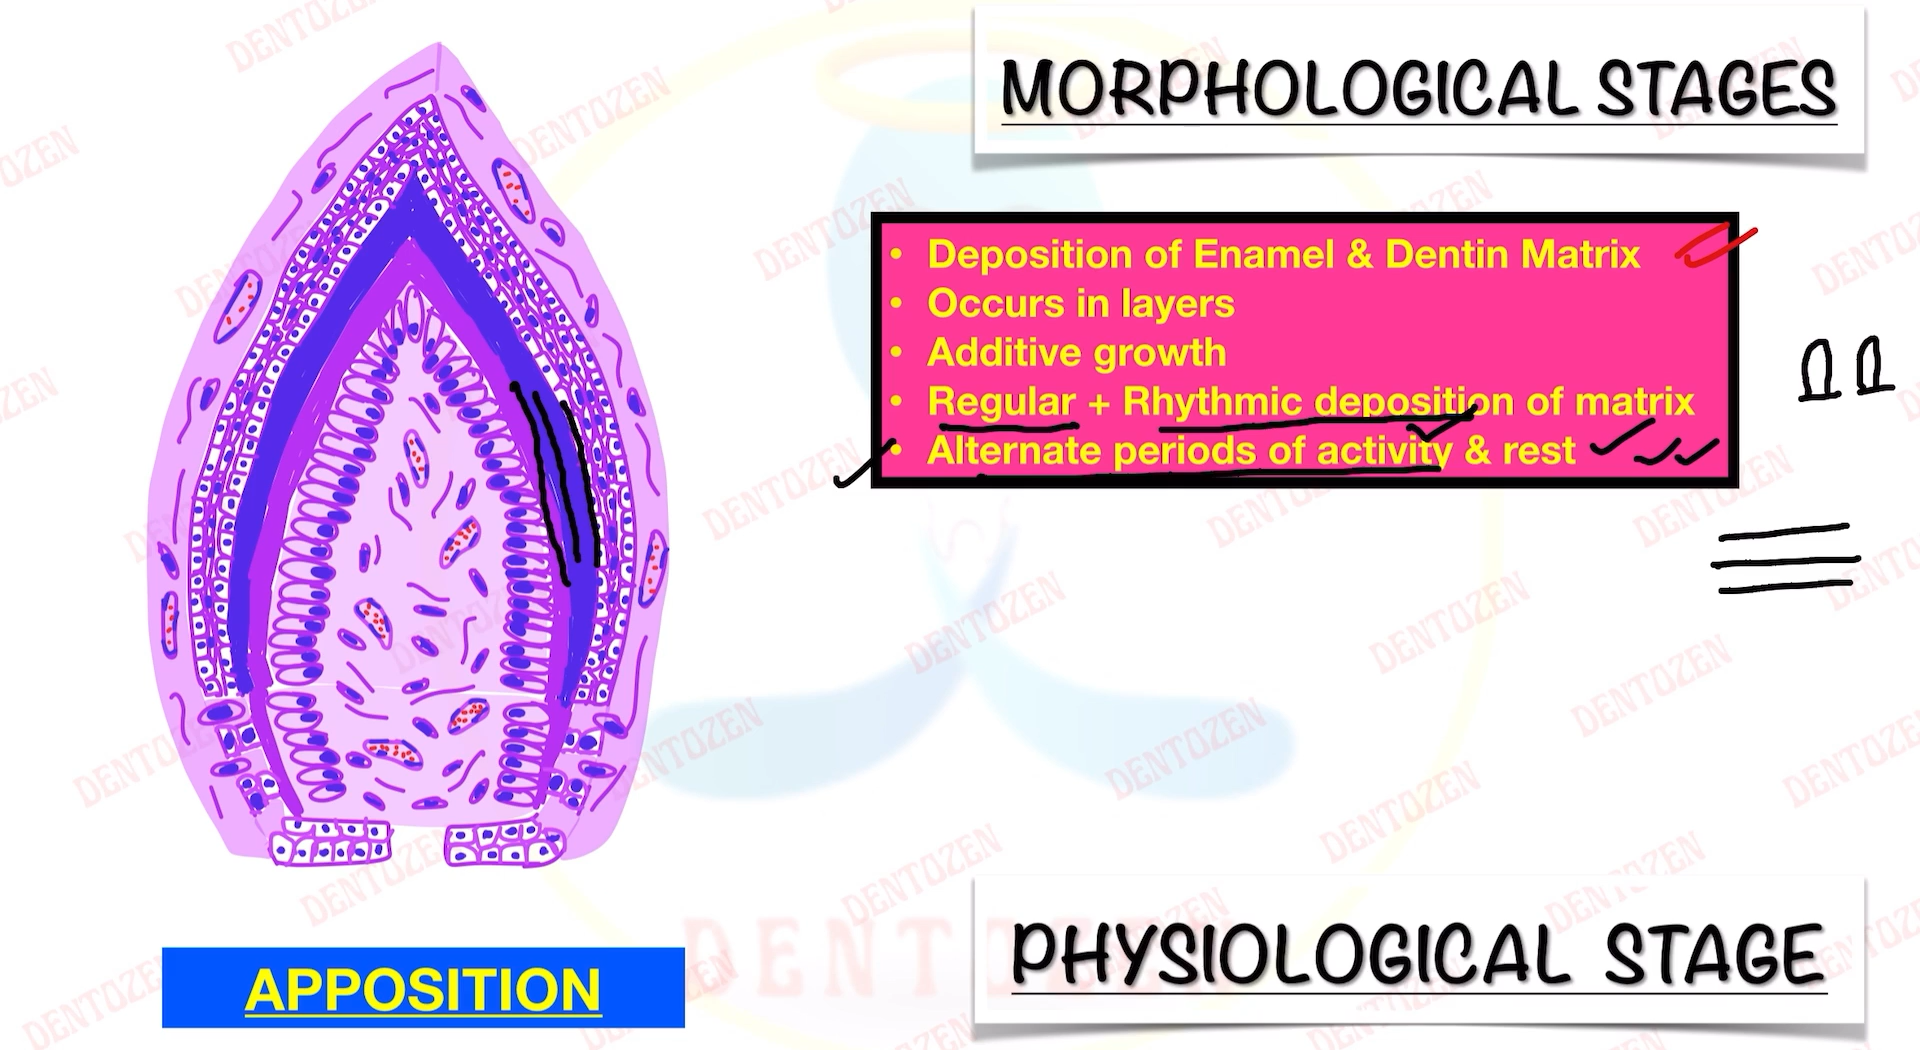 MORPHOLOGICAL STAGES
• Deposition of Enamel & Dentin Matrix
• Occurs in layers
• Additive growth
• Regular + Rhythmic deposition of matrix
• Alternate periods of activity & rest
APPOSITION
PHYSIOLOGICAL STAGE
DENTOZEN